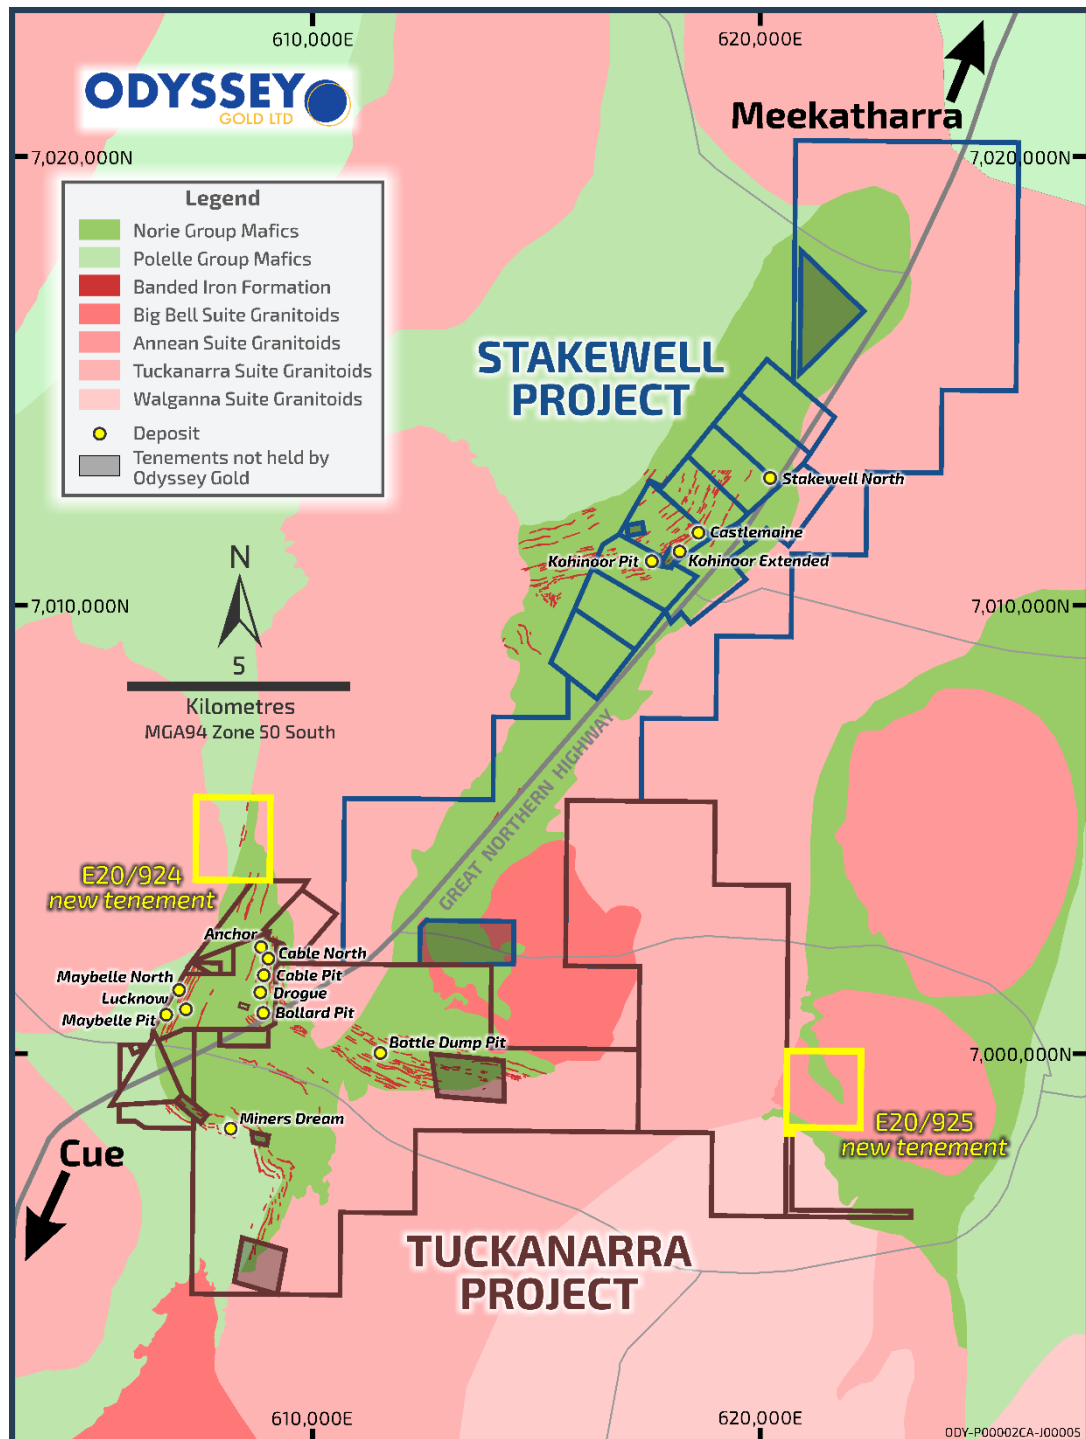 610,000E
620,000E
ODYSSEY
GOLD LTD
Meekatharra
7,020,000N
7,020,000N
Legend
Norie Group Mafics
Polelle Group Mafics
Banded Iron Formation
Big Bell Suite Granitoids
Annean Suite Granitoids
Tuckanarra Suite Granitoids
Walganna Suite Granitoids
Deposit
Tenements not held by
Odyssey Gold
STAKEWELL
PROJECT
Stakewell North
Castlemaine
Kohinoor Pit
Kohinoor Extended
N
7,010,000N
7,010,000N
5
Kilometres
MGA94 Zone 50 South
GREAT NORTHERN HIGHWAY
E20/924
new tenement
Anchor
Cable North
Maybelle North
Cable Pit
Lucknow
Drogue
Maybelle Pit
Bollard Pit
Bottle Dump Pit
7,000,000N
Miners Dream
E20/925
new tenement
Cue
TUCKANARRA
PROJECT
610,000E
620,000E
ODY-P00002CA-J00005